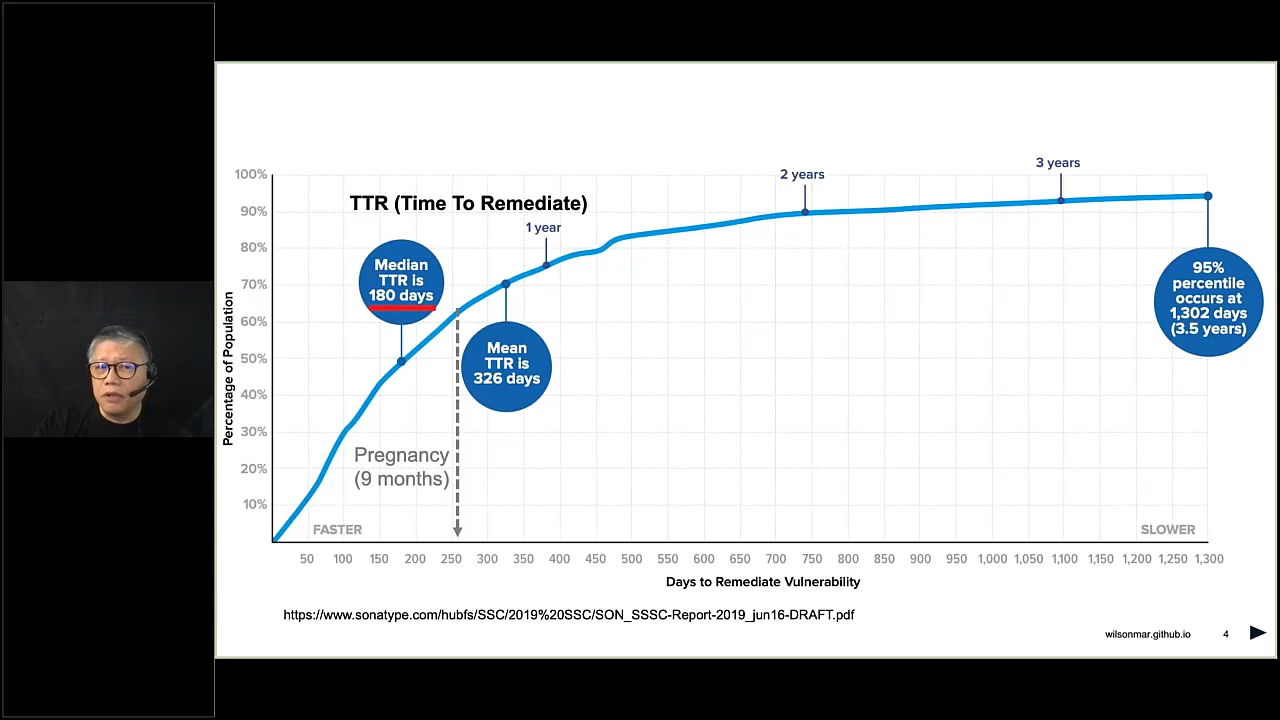 TTR (Time To Remediate)
1 year
2 years
3 years
Median
TTR is
180 days
Mean
TTR is
326 days
95%
percentile
occurs at
1,302 days
(3.5 years)
Pregnancy
(9 months)
Percentage of Population
100%
90%
80%
70%
60%
50%
40%
30%
20%
10%
FASTER
SLOWER
50 100 150 200 250 300 350 400 450 500 550 600 650 700 750 800 850 900 950 1,000 1,050 1,100 1,150 1,200 1,250 1,300
Days to Remediate Vulnerability
https://www.sonatype.com/hubfs/SSC/2019%20SSC/SON_SSSC-Report-2019_jun16-DRAFT.pdf
wilsonmar.github.io 4